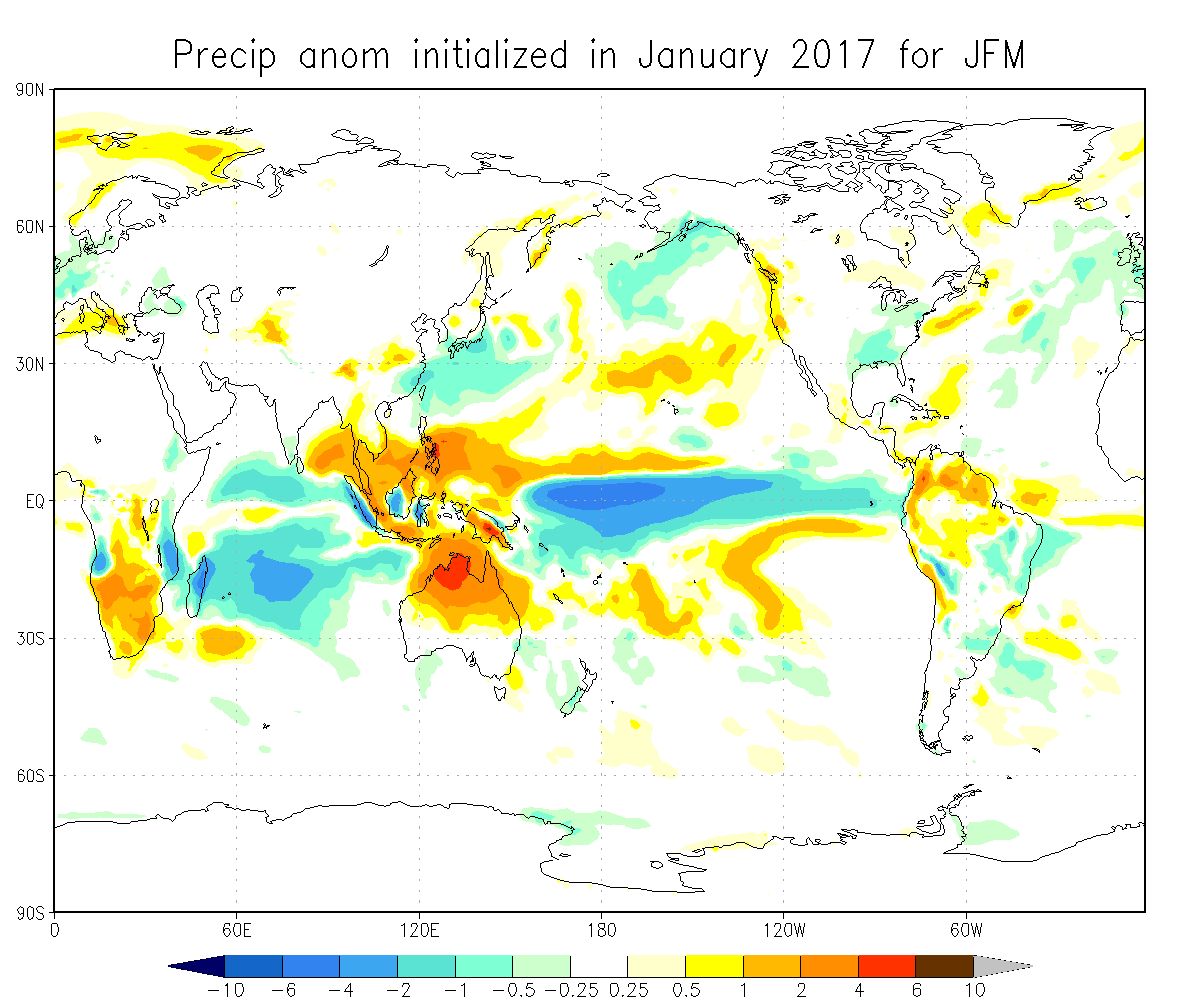 Precip anom initialized in January 2017 for JFM
90N
60N
30N
EQ
30S
60S
90S
0 60E 120E 180 120W 60W
−10 −6 −4 −2 −1 −0.5 −0.25 0.25 0.5 1 2 4 6 10